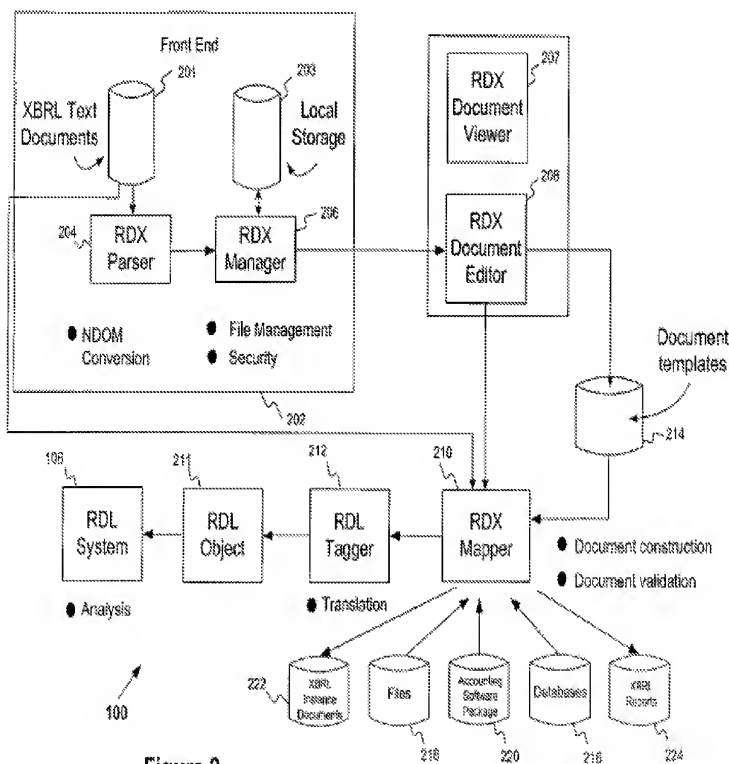 Front End
201
203
XBRL Text
Documents
Local
Storage
204
RDX
Parser
206
RDX
Manager
NDOM
Conversion
File Management
Security
202
207
RDX
Document
Viewer
208
RDX
Document
Editor
Document
templates
214
106
RDL
System
Analysis
211
RDL
Object
212
RDL
Tagger
Translation
210
RDX
Mapper
Document construction
Document validation
100
222
XBRL
Instance
Documents
Files
218
Accounting
Software
Package
220
Databases
216
XBRL
Reports
224